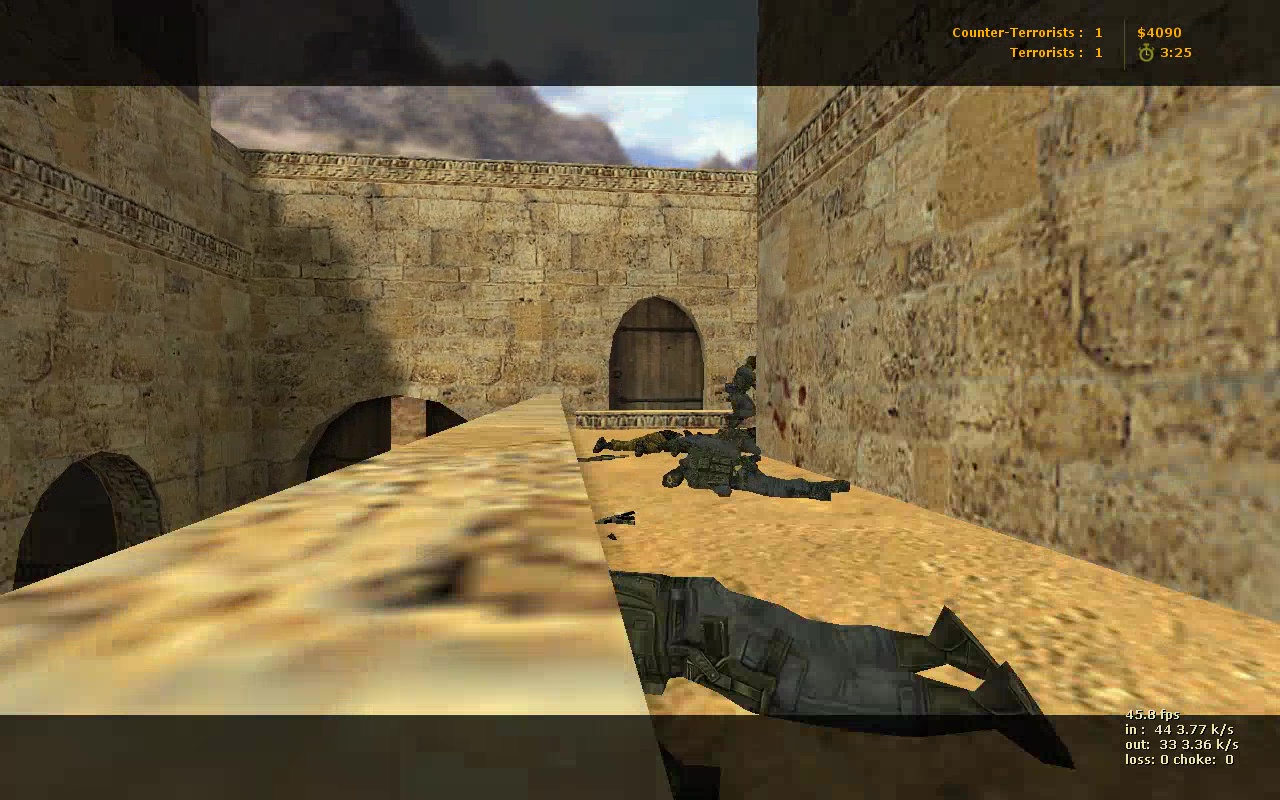 Counter-Terrorists : 1 $4090
Terrorists : 1 3:25
45.8 fps
in : 44 3.77 k/s
out: 33 3.36 k/s
loss: 0 choke: 0